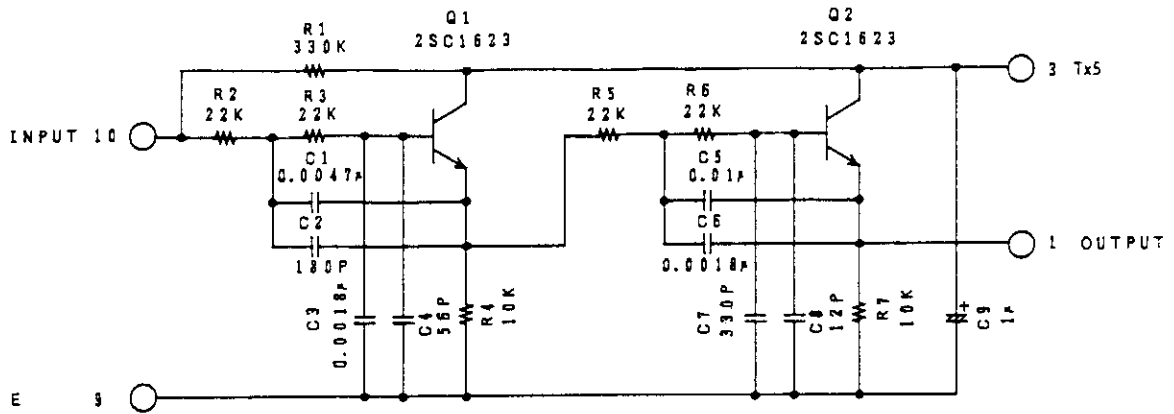 Q1
2SC1623
Q2
2SC1623
R1
330K
3 Tx5
R2
22K
R3
22K
R5
22K
R6
22K
INPUT 10
C1
0.0047μ
C5
0.01μ
C2
180P
C6
0.0018μ
1 OUTPUT
C3
0.0018μ
C4
56P
R4
10K
C7
330P
C8
12P
R7
10K
+
C9
1μ
E 9